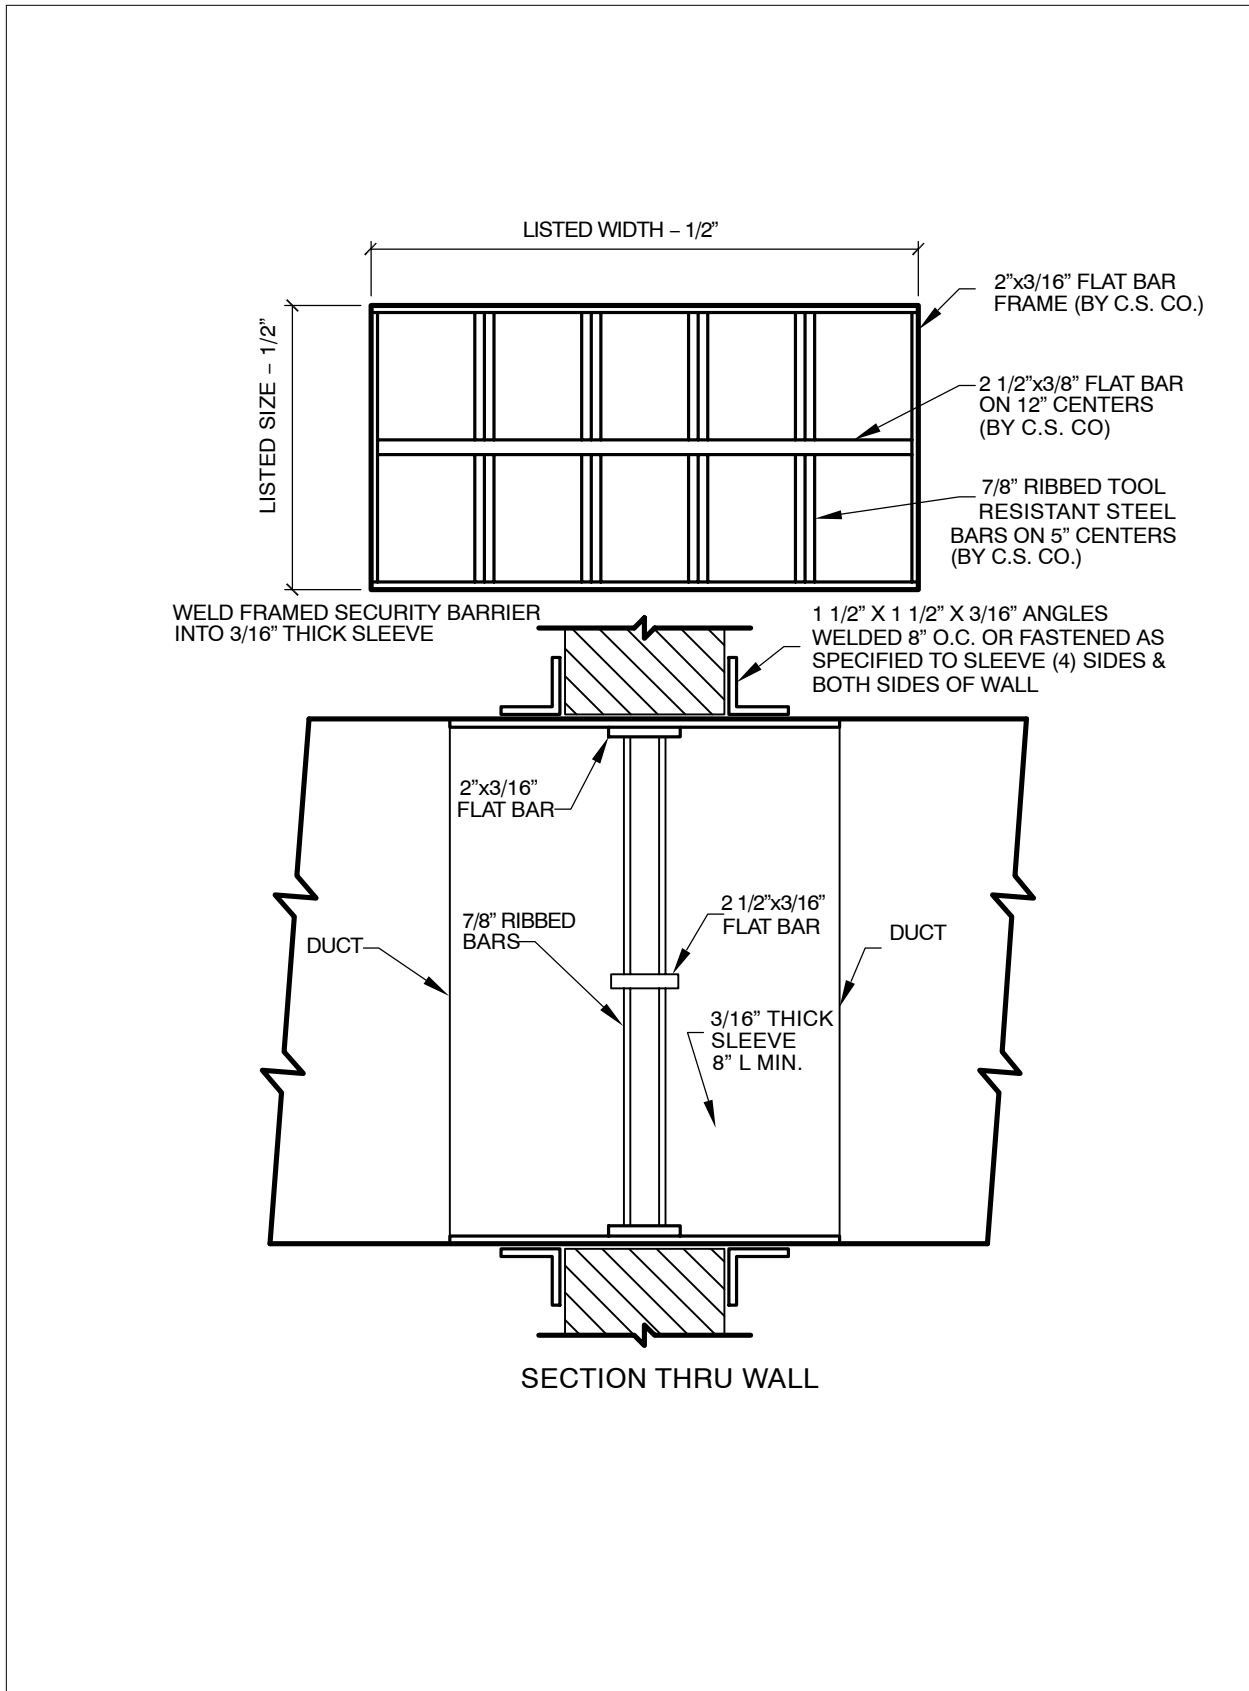 LISTED WIDTH – 1/2”
LISTED SIZE – 1/2”
2”x3/16” FLAT BAR
FRAME (BY C.S. CO.)
2 1/2”x3/8” FLAT BAR
ON 12” CENTERS
(BY C.S. CO)
7/8” RIBBED TOOL
RESISTANT STEEL
BARS ON 5” CENTERS
(BY C.S. CO.)
WELD FRAMED SECURITY BARRIER
INTO 3/16” THICK SLEEVE
1 1/2” X 1 1/2” X 3/16” ANGLES
WELDED 8” O.C. OR FASTENED AS
SPECIFIED TO SLEEVE (4) SIDES &
BOTH SIDES OF WALL
2”x3/16”
FLAT BAR
7/8” RIBBED
BARS
2 1/2”x3/16”
FLAT BAR
DUCT
DUCT
3/16” THICK
SLEEVE
8” L MIN.
SECTION THRU WALL